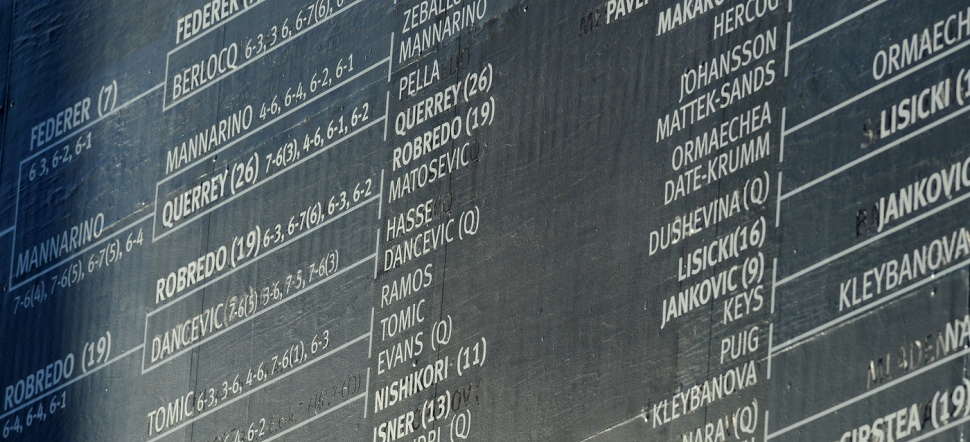 FEDERER (7)
6 3, 6-2, 6-1
MANNARINO
7-6(4), 7-6(5), 6-7(5), 6-4
ROBREDO (19)
6-4, 6-4, 6-1
FEDERER
BERLOCQ 6-3, 3 6, 6-7(6),
MANNARINO 4-6, 6-4, 6-2, 6-1
QUERREY (26) 7-6(3), 4-6, 6-1, 6-2
ROBREDO (19) 6-3, 6-7(6), 6-3, 6-2
DANCEVIC 7-6(5) 3-6, 7-5, 7-6(3)
TOMIC 6-3, 3-6, 4-6, 7-6(1), 6-3
MANNARINO
PELLA
QUERREY (26)
ROBREDO (19)
MATOSEVIC
HASSE
DANCEVIC (Q)
RAMOS
TOMIC
EVANS (Q)
NISHIKORI (11)
ISNER (13)
(Q)
HERCOG
JOHANSSON
MATTEK-SANDS
ORMAECHEA
DATE-KRUMM
DUSHEVINA (Q)
LISICKI(16)
JANKOVIC (9)
KEYS
PUIG
KLEYBANOVA
(Q)
ORMAECH
LISICKI (1
JANKOVIC
KLEYBANOVA
CIRSTEA (19)